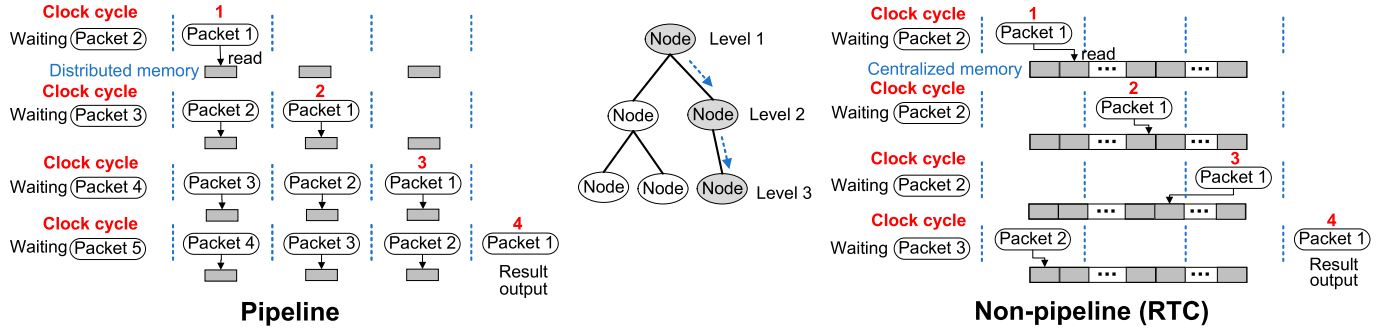 Clock cycle 1
Waiting Packet 2 Packet 1
read
Distributed memory
Clock cycle 2
Waiting Packet 3 Packet 2 Packet 1
Clock cycle 3
Waiting Packet 4 Packet 3 Packet 2 Packet 1
Clock cycle 4
Waiting Packet 5 Packet 4 Packet 3 Packet 2 Packet 1
Result
output
Pipeline
Node Level 1
Node Node Level 2
Node Node Node Level 3
Clock cycle 1
Waiting Packet 2 Packet 1
read
Centralized memory
... ...
Clock cycle 2
Waiting Packet 2 Packet 1
... ...
Clock cycle 3
Waiting Packet 2 Packet 1
... ...
Clock cycle 4
Waiting Packet 3 Packet 2 Packet 1
... ...
Result
output
Non-pipeline (RTC)